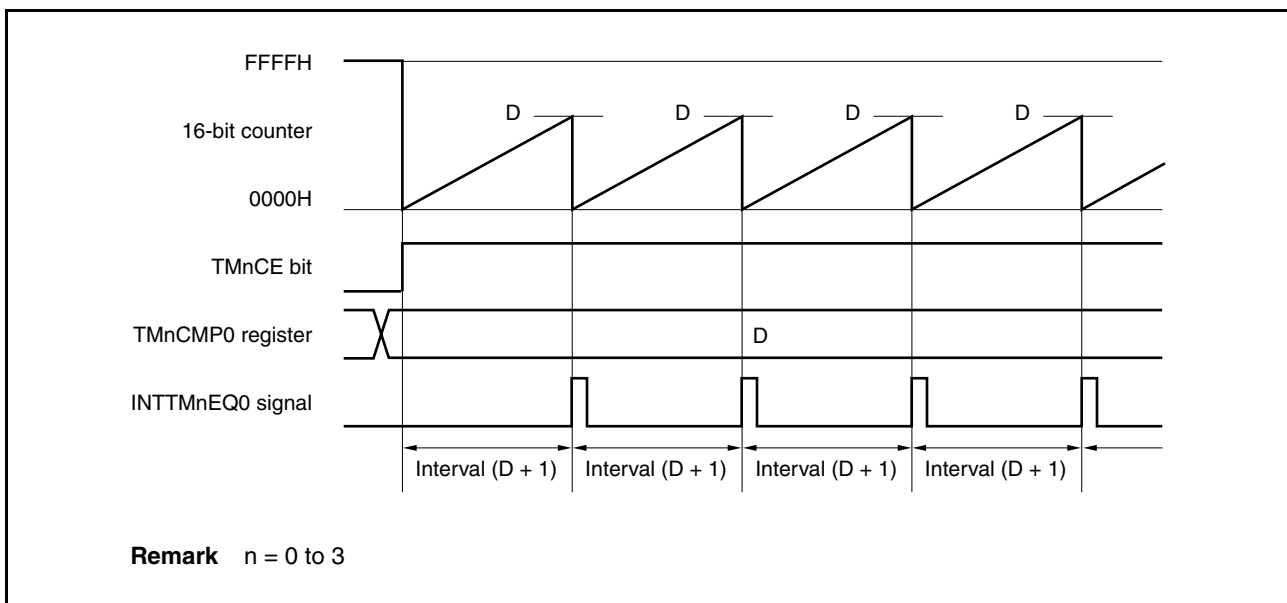 FFFFH
D
D
D
D
16-bit counter
0000H
TMnCE bit
TMnCMP0 register
D
INTTMnEQ0 signal
Interval (D + 1)
Interval (D + 1)
Interval (D + 1)
Interval (D + 1)
Remark n = 0 to 3